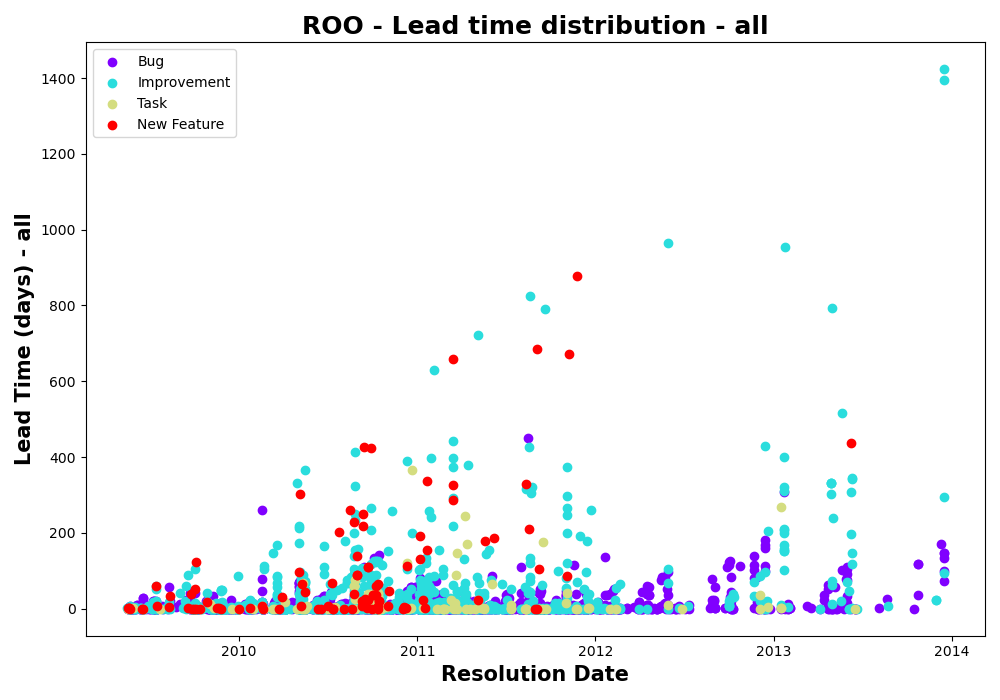 ROO - Lead time distribution - all
Bug
Improvement
Task
New Feature
Lead Time (days) - all
1400
1200
1000
800
600
400
200
0
2010
2011
2012
2013
2014
Resolution Date